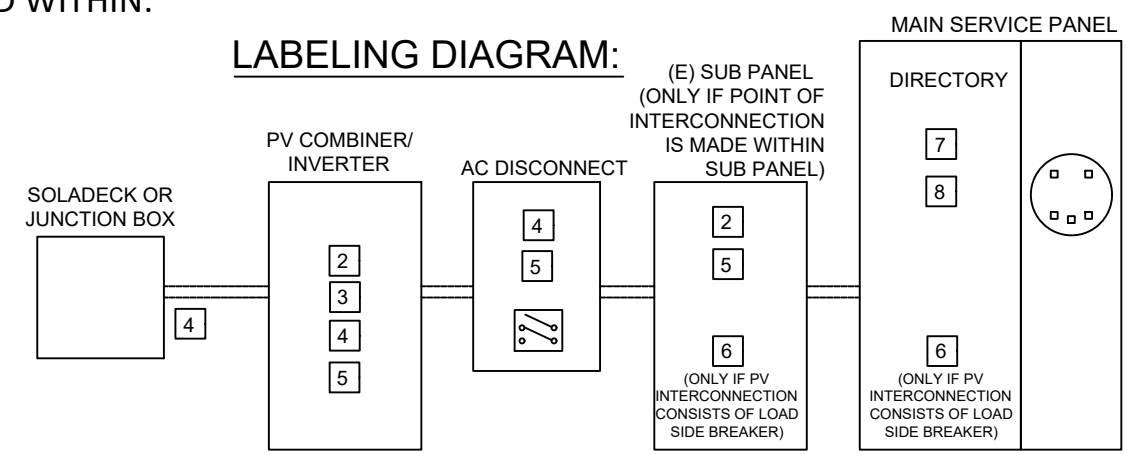 D WITHIN.
LABELING DIAGRAM:
SOLADECK OR
JUNCTION BOX
4
PV COMBINER/
INVERTER
2
3
4
5
AC DISCONNECT
4
5
(E) SUB PANEL
(ONLY IF POINT OF
INTERCONNECTION
IS MADE WITHIN
SUB PANEL)
2
5
6
(ONLY IF PV
INTERCONNECTION
CONSISTS OF LOAD
SIDE BREAKER)
MAIN SERVICE PANEL
DIRECTORY
7
8
6
(ONLY IF PV
INTERCONNECTION
CONSISTS OF LOAD
SIDE BREAKER)